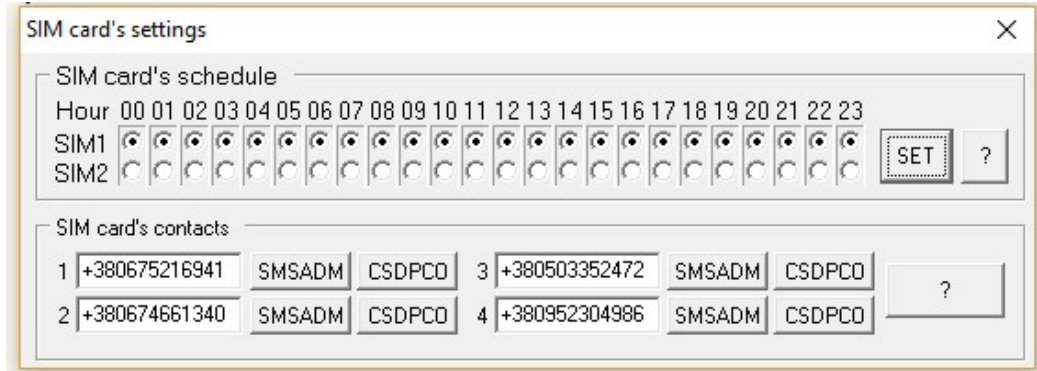 SIM card's settings
SIM card's schedule
Hour 00 01 02 03 04 05 06 07 08 09 10 11 12 13 14 15 16 17 18 19 20 21 22 23
SIM1
SIM2
SET ?
SIM card's contacts
1 +380675216941 SMSADM CSDPCO 3 +380503352472 SMSADM CSDPCO
?
2 +380674661340 SMSADM CSDPCO 4 +380952304986 SMSADM CSDPCO